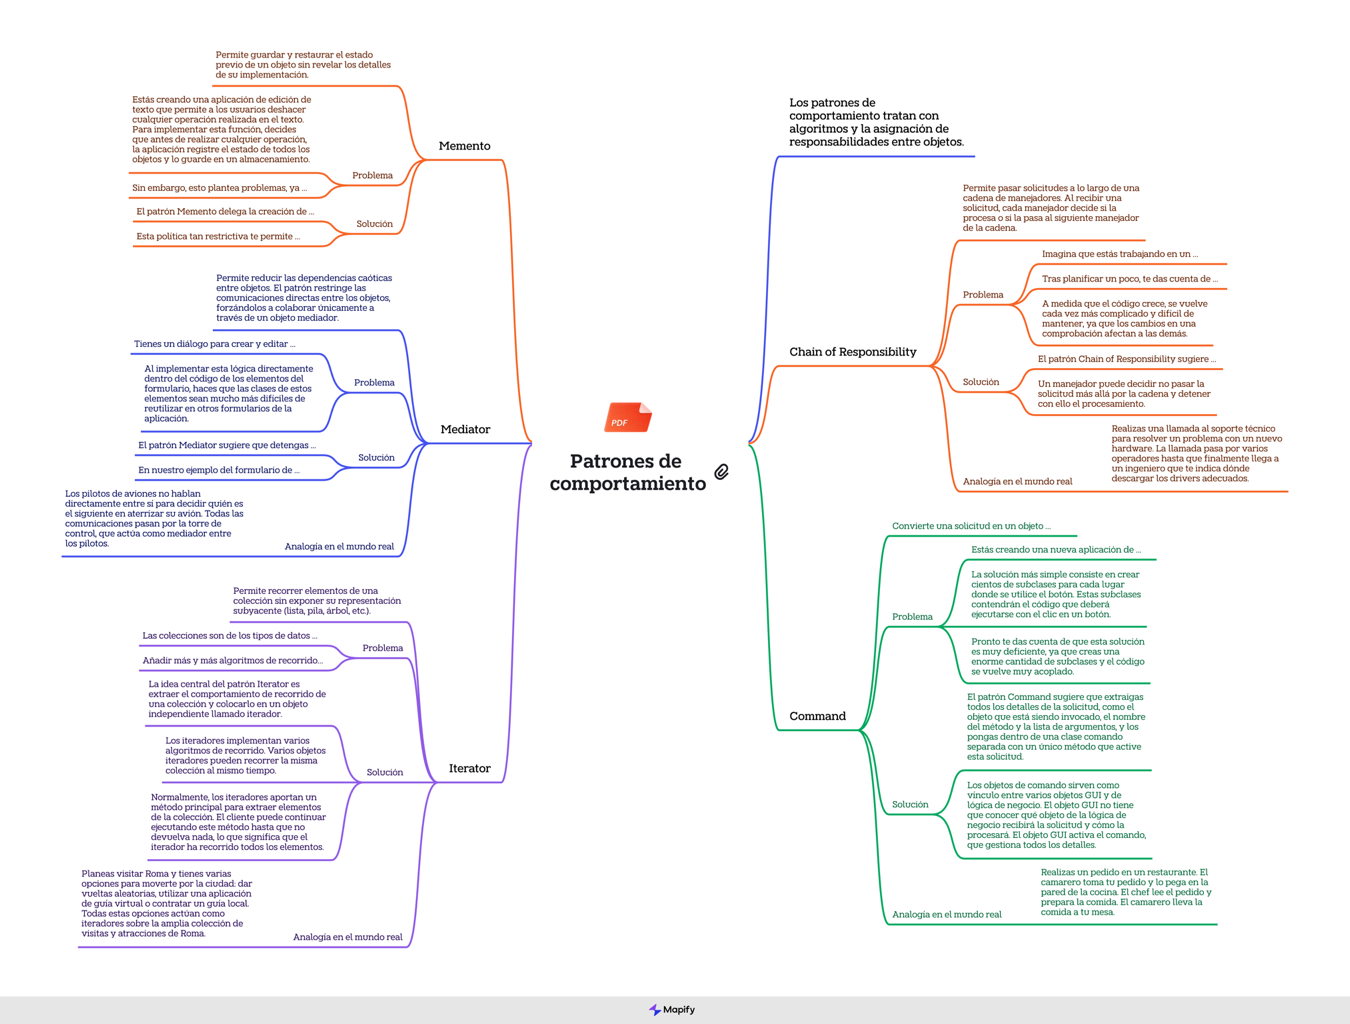 Permite guardar y restaurar el estado
previo de un objeto sin revelar los detalles
de su implementación.
Estás creando una aplicación de edición de
texto que permite a los usuarios deshacer
cualquier operación realizada en el texto.
Para implementar esta función, decides
que antes de realizar cualquier operación,
la aplicación registre el estado de todos los
objetos y lo guarde en un almacenamiento.
Sin embargo, esto plantea problemas, ya ...
Problema
El patrón Memento delega la creación de ...
Esta política tan restrictiva te permite ...
Solución
Memento
Permite reducir las dependencias caóticas
entre objetos. El patrón restringe las
comunicaciones directas entre los objetos,
forzándolos a colaborar únicamente a
través de un objeto mediador.
Tienes un diálogo para crear y editar ...
Al implementar esta lógica directamente
dentro del código de los elementos del
formulario, haces que las clases de estos
elementos sean mucho más difíciles de
reutilizar en otros formularios de la
aplicación.
Problema
El patrón Mediator sugiere que detengas ...
En nuestro ejemplo del formulario de ...
Solución
Los pilotos de aviones no hablan
directamente entre sí para decidir quién es
el siguiente en aterrizar su avión. Todas las
comunicaciones pasan por la torre de
control, que actúa como mediador entre
los pilotos.
Analogía en el mundo real
Mediator
Permite recorrer elementos de una
colección sin exponer su representación
subyacente (lista, pila, árbol, etc.).
Las colecciones son de los tipos de datos ...
Añadir más y más algoritmos de recorrido...
Problema
La idea central del patrón Iterator es
extraer el comportamiento de recorrido de
una colección y colocarlo en un objeto
independiente llamado iterador.
Los iteradores implementan varios
algoritmos de recorrido. Varios objetos
iteradores pueden recorrer la misma
colección al mismo tiempo.
Normalmente, los iteradores aportan un
método principal para extraer elementos
de la colección. El cliente puede continuar
ejecutando este método hasta que no
devuelva nada, lo que significa que el
iterador ha recorrido todos los elementos.
Solución
Planeas visitar Roma y tienes varias
opciones para moverte por la ciudad: dar
vueltas aleatorias, utilizar una aplicación
de guía virtual o contratar un guía local.
Todas estas opciones actúan como
iteradores sobre la amplia colección de
visitas y atracciones de Roma.
Analogía en el mundo real
Iterator
PDF
Patrones de
comportamiento
Los patrones de
comportamiento tratan con
algoritmos y la asignación de
responsabilidades entre objetos.
Chain of Responsibility
Permite pasar solicitudes a lo largo de una
cadena de manejadores. Al recibir una
solicitud, cada manejador decide si la
procesa o si la pasa al siguiente manejador
de la cadena.
Problema
Imagina que estás trabajando en un ...
Tras planificar un poco, te das cuenta de ...
A medida que el código crece, se vuelve
cada vez más complicado y difícil de
mantener, ya que los cambios en una
comprobación afectan a las demás.
Solución
El patrón Chain of Responsibility sugiere ...
Un manejador puede decidir no pasar la
solicitud más allá por la cadena y detener
con ello el procesamiento.
Analogía en el mundo real
Realizas una llamada al soporte técnico
para resolver un problema con un nuevo
hardware. La llamada pasa por varios
operadores hasta que finalmente llega a
un ingeniero que te indica dónde
descargar los drivers adecuados.
Command
Convierte una solicitud en un objeto ...
Problema
Estás creando una nueva aplicación de ...
La solución más simple consiste en crear
cientos de subclases para cada lugar
donde se utilice el botón. Estas subclases
contendrán el código que deberá
ejecutarse con el clic en un botón.
Pronto te das cuenta de que esta solución
es muy deficiente, ya que creas una
enorme cantidad de subclases y el código
se vuelve muy acoplado.
Solución
El patrón Command sugiere que extraigas
todos los detalles de la solicitud, como el
objeto que está siendo invocado, el nombre
del método y la lista de argumentos, y los
pongas dentro de una clase comando
separada con un único método que active
esta solicitud.
Los objetos de comando sirven como
vínculo entre varios objetos GUI y de
lógica de negocio. El objeto GUI no tiene
que conocer qué objeto de la lógica de
negocio recibirá la solicitud y cómo la
procesará. El objeto GUI activa el comando,
que gestiona todos los detalles.
Analogía en el mundo real
Realizas un pedido en un restaurante. El
camarero toma tu pedido y lo pega en la
pared de la cocina. El chef lee el pedido y
prepara la comida. El camarero lleva la
comida a tu mesa.
Mapify